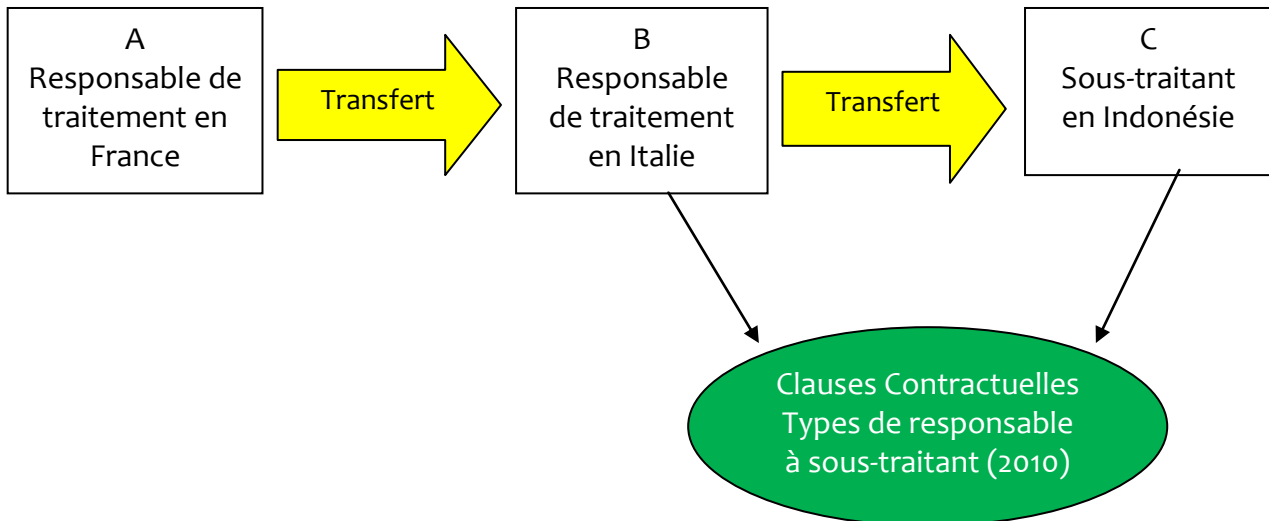 A
Responsable de
traitement en
France
Transfert
B
Responsable
de traitement
en Italie
Transfert
C
Sous-traitant
en Indonésie
Clauses Contractuelles
Types de responsable
à sous-traitant (2010)